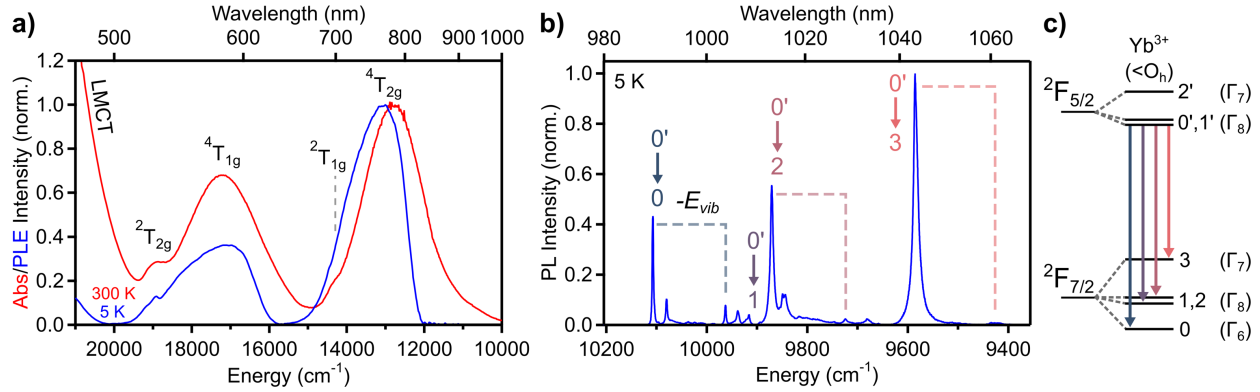 a)
Wavelength (nm)
500 600 700 800 900 1000
1.2
1.0
0.8
0.6
0.4
0.2
0.0
Abs/PLE Intensity (norm.)
LMCT
²T₂g
⁴T₁g
²T₁g
⁴T₂g
300 K
5 K
20000 18000 16000 14000 12000 10000
Energy (cm⁻¹)
b)
Wavelength (nm)
980 996 1012 1028 1044 1060
1.0
0.8
0.6
0.4
0.2
0.0
PL Intensity (norm.)
5 K
0'
0
-E_vib
0'
1
0'
2
0'
3
10200 10000 9800 9600 9400
Energy (cm⁻¹)
c)
Yb³⁺
(<Oₕ)
²F₅/₂
2' (Γ₇)
0',1' (Γ₈)
²F₇/₂
3 (Γ₇)
1,2 (Γ₈)
0 (Γ₆)